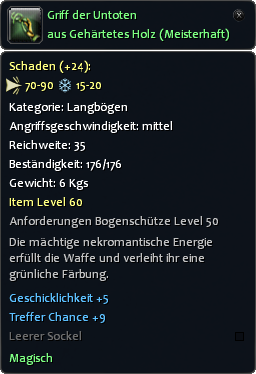 Griff der Untoten
aus Gehärtetes Holz (Meisterhaft)
Schaden (+24):
70-90 15-20
Kategorie: Langbögen
Angriffsgeschwindigkeit: mittel
Reichweite: 35
Beständigkeit: 176/176
Gewicht: 6 Kgs
Item Level 60
Anforderungen Bogenschütze Level 50
Die mächtige nekromantische Energie
erfüllt die Waffe und verleiht ihr eine
grünliche Färbung.
Geschicklichkeit +5
Treffer Chance +9
Leerer Sockel
Magisch